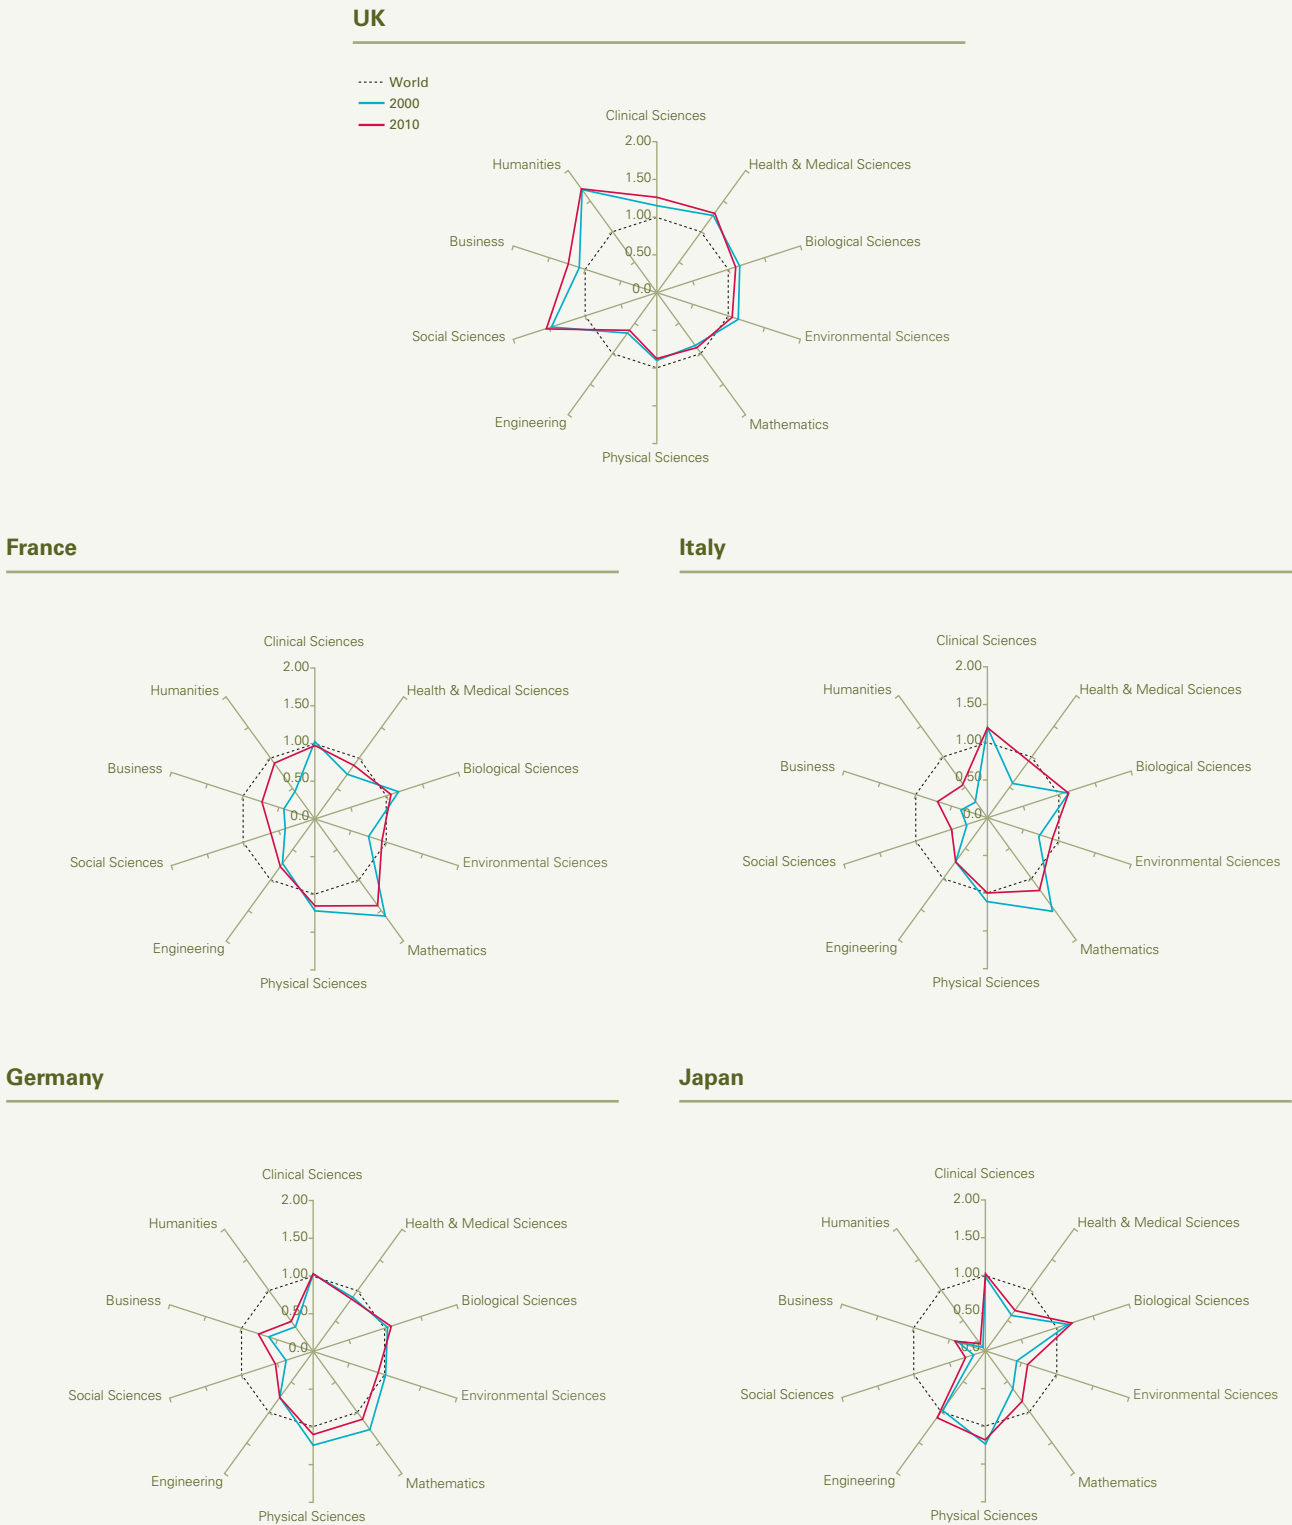 UK
World
2000
2010
Clinical Sciences
2.00
Humanities
Health & Medical Sciences
1.50
1.00
Business
Biological Sciences
0.50
0.0
Social Sciences
Environmental Sciences
Engineering
Mathematics
Physical Sciences
France
Clinical Sciences
2.00
Humanities
Health & Medical Sciences
1.50
1.00
Business
Biological Sciences
0.50
0.0
Social Sciences
Environmental Sciences
Engineering
Mathematics
Physical Sciences
Italy
Clinical Sciences
2.00
Humanities
Health & Medical Sciences
1.50
1.00
Business
Biological Sciences
0.50
0.0
Social Sciences
Environmental Sciences
Engineering
Mathematics
Physical Sciences
Germany
Clinical Sciences
2.00
Humanities
Health & Medical Sciences
1.50
1.00
Business
Biological Sciences
0.50
0.0
Social Sciences
Environmental Sciences
Engineering
Mathematics
Physical Sciences
Japan
Clinical Sciences
2.00
Humanities
Health & Medical Sciences
1.50
1.00
Business
Biological Sciences
0.50
0.0
Social Sciences
Environmental Sciences
Engineering
Mathematics
Physical Sciences